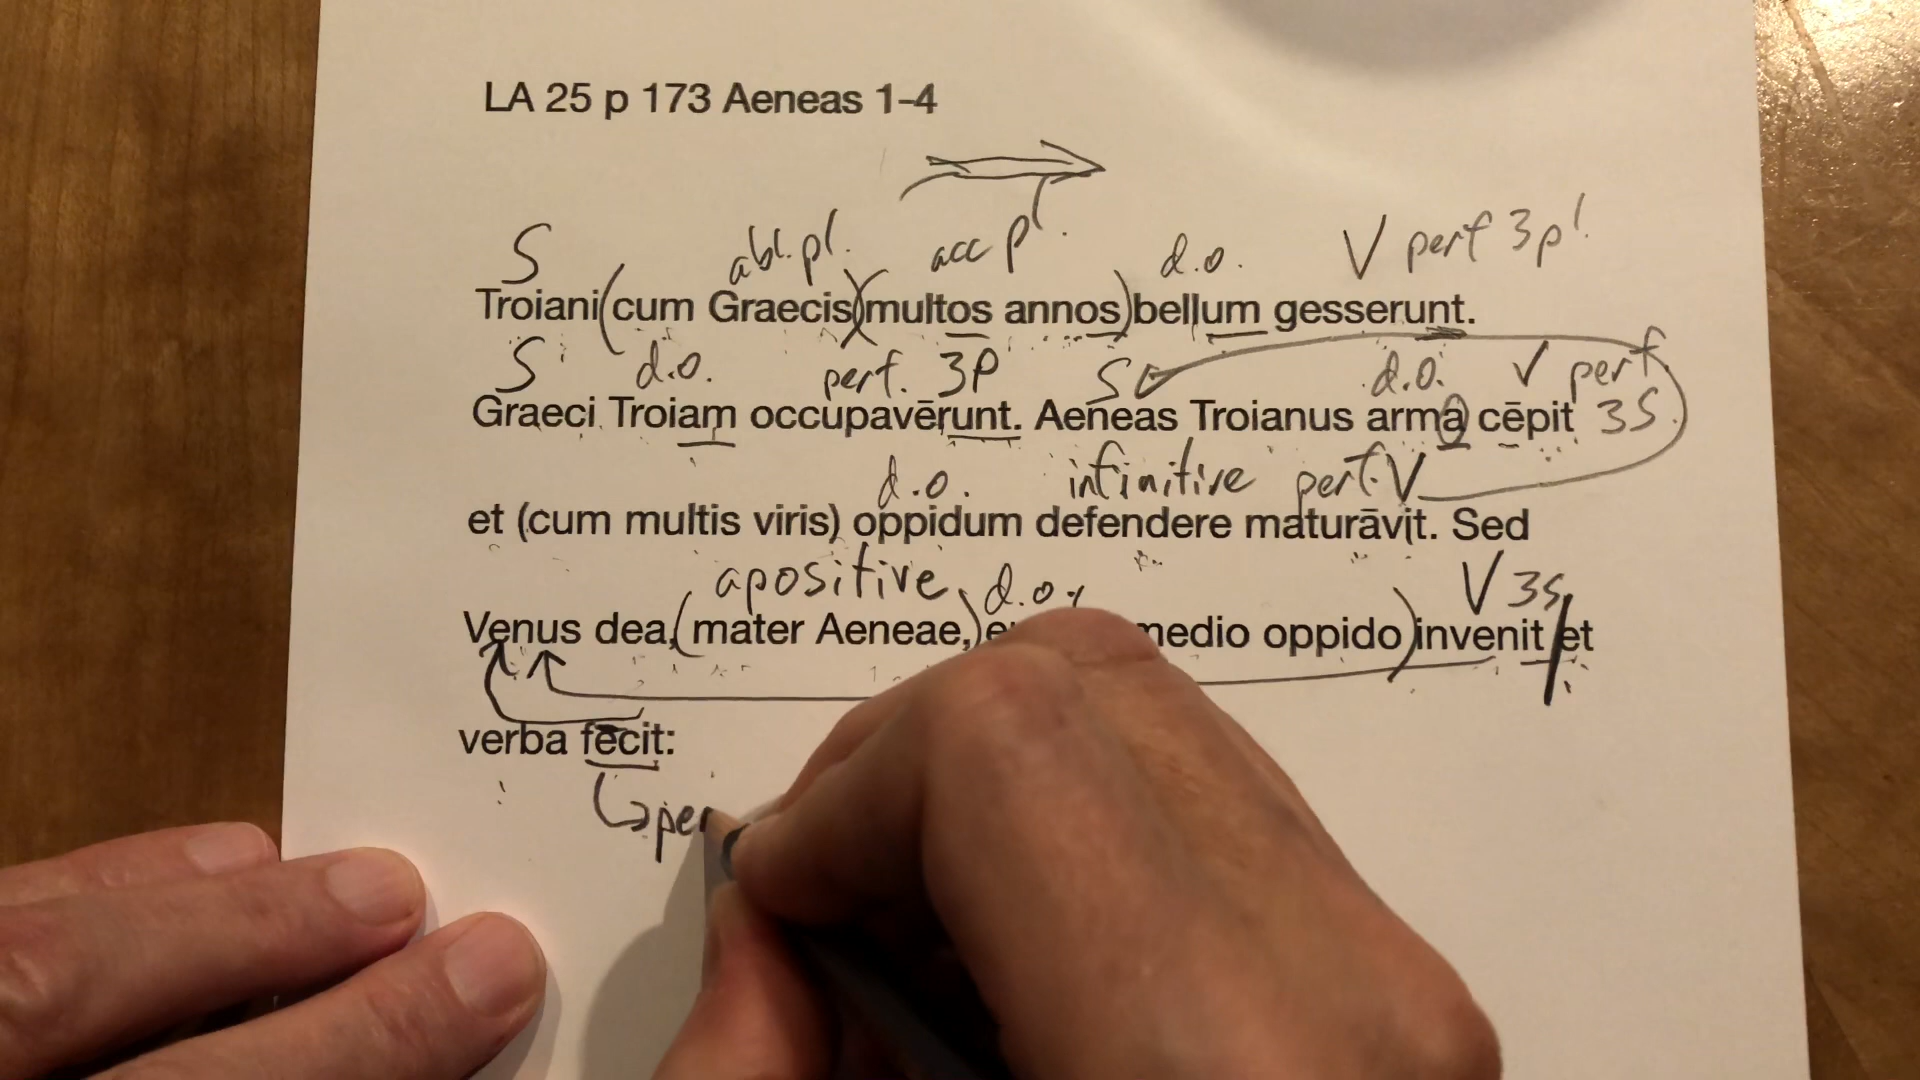 LA 25 p 173 Aeneas 1-4
S abl. pl. acc pl. d.o. V perf 3pl.
Troiani (cum Graecis) (multos annos) bellum gesserunt.
S d.o. perf. 3P S d.o. V perf
Graeci Troiam occupavērunt. Aeneas Troianus arma cēpit 3S
d.o. infinitive perf. V
et (cum multis viris) oppidum defendere maturāvit. Sed
apositive d.o. V 3s
Venus dea, (mater Aeneae,) medio oppido) invenit / et
verba fēcit:
per